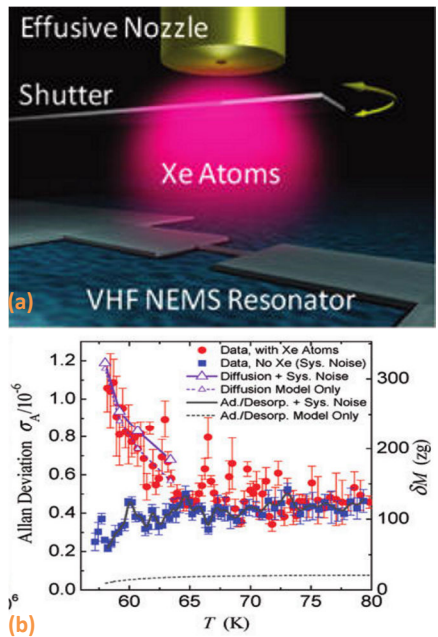 Effusive Nozzle
Shutter
Xe Atoms
VHF NEMS Resonator
(a)
1.2
1.0
0.8
0.6
0.4
0.2
0.0
Allan Deviation σA/10-6
Data, with Xe Atoms
Data, No Xe (Sys. Noise)
Diffusion + Sys. Noise
Diffusion Model Only
Ad./Desorp. + Sys. Noise
Ad./Desorp. Model Only
300
200
100
0
δM (zg)
60 65 70 75 80
T (K)
06
(b)